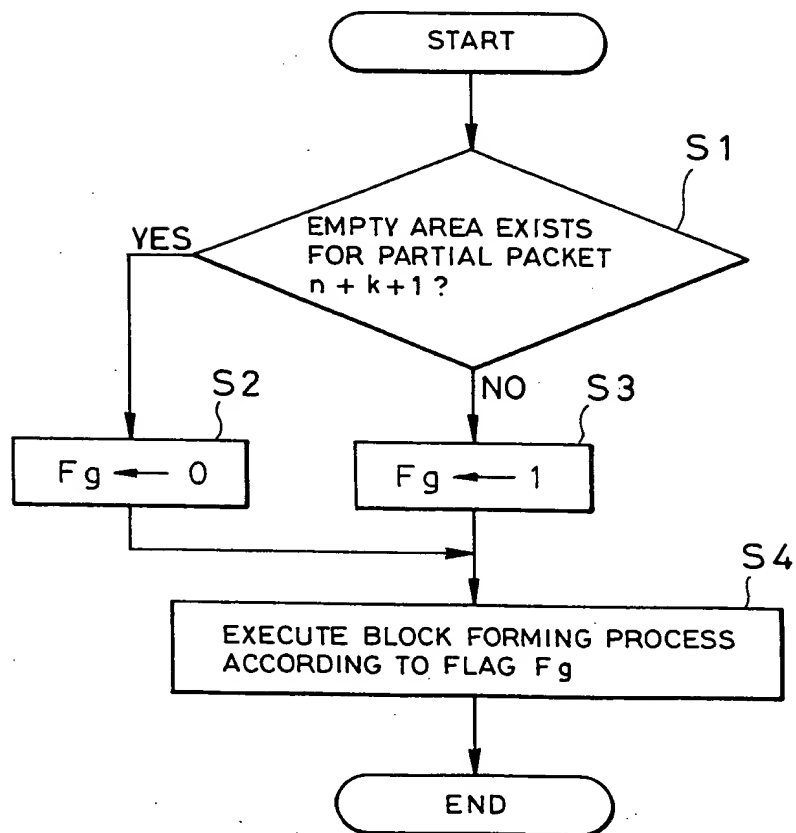 START
S1
EMPTY AREA EXISTS
FOR PARTIAL PACKET
n + k + 1 ?
YES
NO
S2
S3
Fg ← 0
Fg ← 1
S4
EXECUTE BLOCK FORMING PROCESS
ACCORDING TO FLAG Fg
END